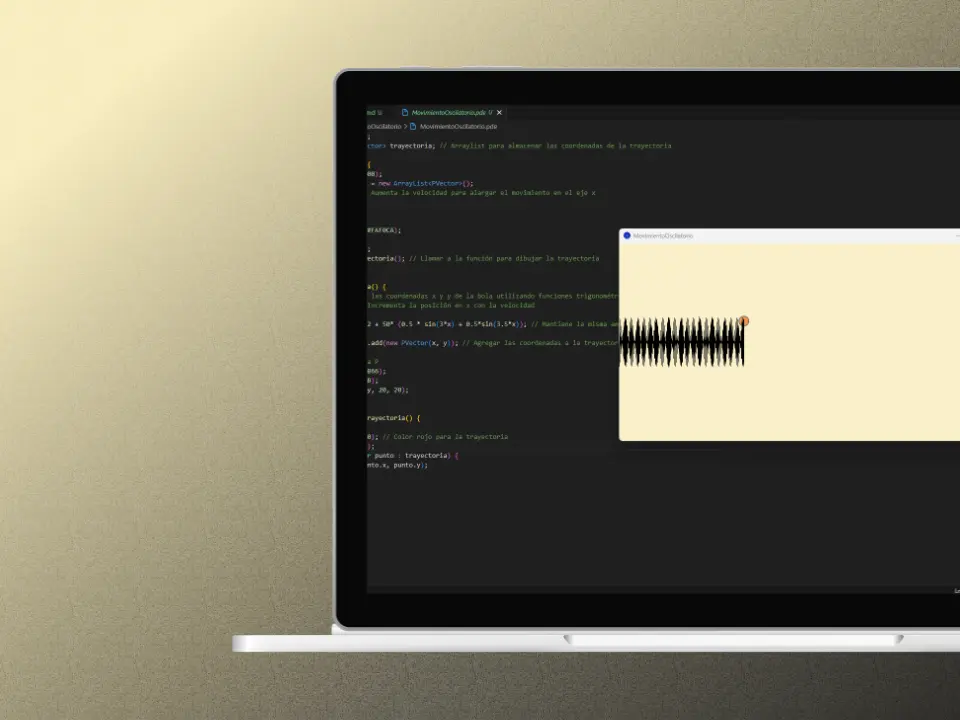 md U MovimientoOscilatorio.pde U ×
oOscilatorio > MovimientoOscilatorio.pde
;
ctor> trayectoria; // Arraylist para almacenar las coordenadas de la trayectoria
{
00);
= new ArrayList<PVector>();
Aumenta la velocidad para alargar el movimiento en el eje x
0FAF0CA);
MovimientoOscilatorio
;
ectoria(); // Llamar a la función para dibujar la trayectoria
a() {
las coordenadas x y y de la bola utilizando funciones trigonométr
Incrementa la posición en x con la velocidad
2 + 50* (0.5 * sin(3*x) + 0.5*sin(3.5*x)); // Mantiene la misma am
.add(new PVector(x, y)); // Agregar las coordenadas a la trayector
a P
086);
0);
y, 20, 20);
rayectoria() {
0); // Color rojo para la trayectoria
);
r punto : trayectoria) {
nto.x, punto.y);